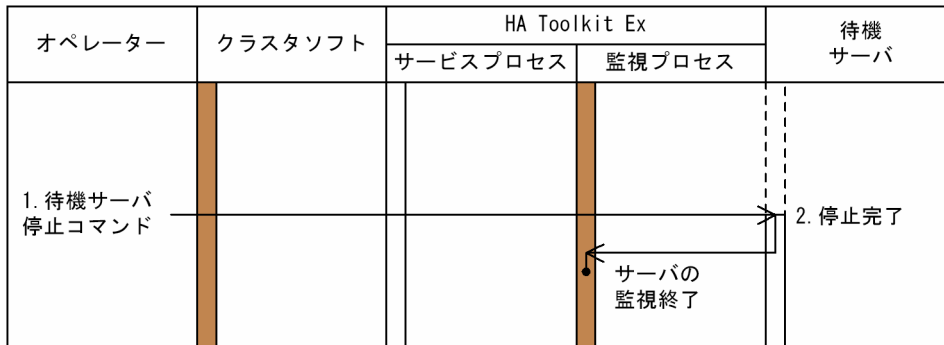 オペレーター
クラスタソフト
HA Toolkit Ex
サービスプロセス
監視プロセス
待機
サーバ
1.待機サーバ
停止コマンド
2.停止完了
サーバの
監視終了